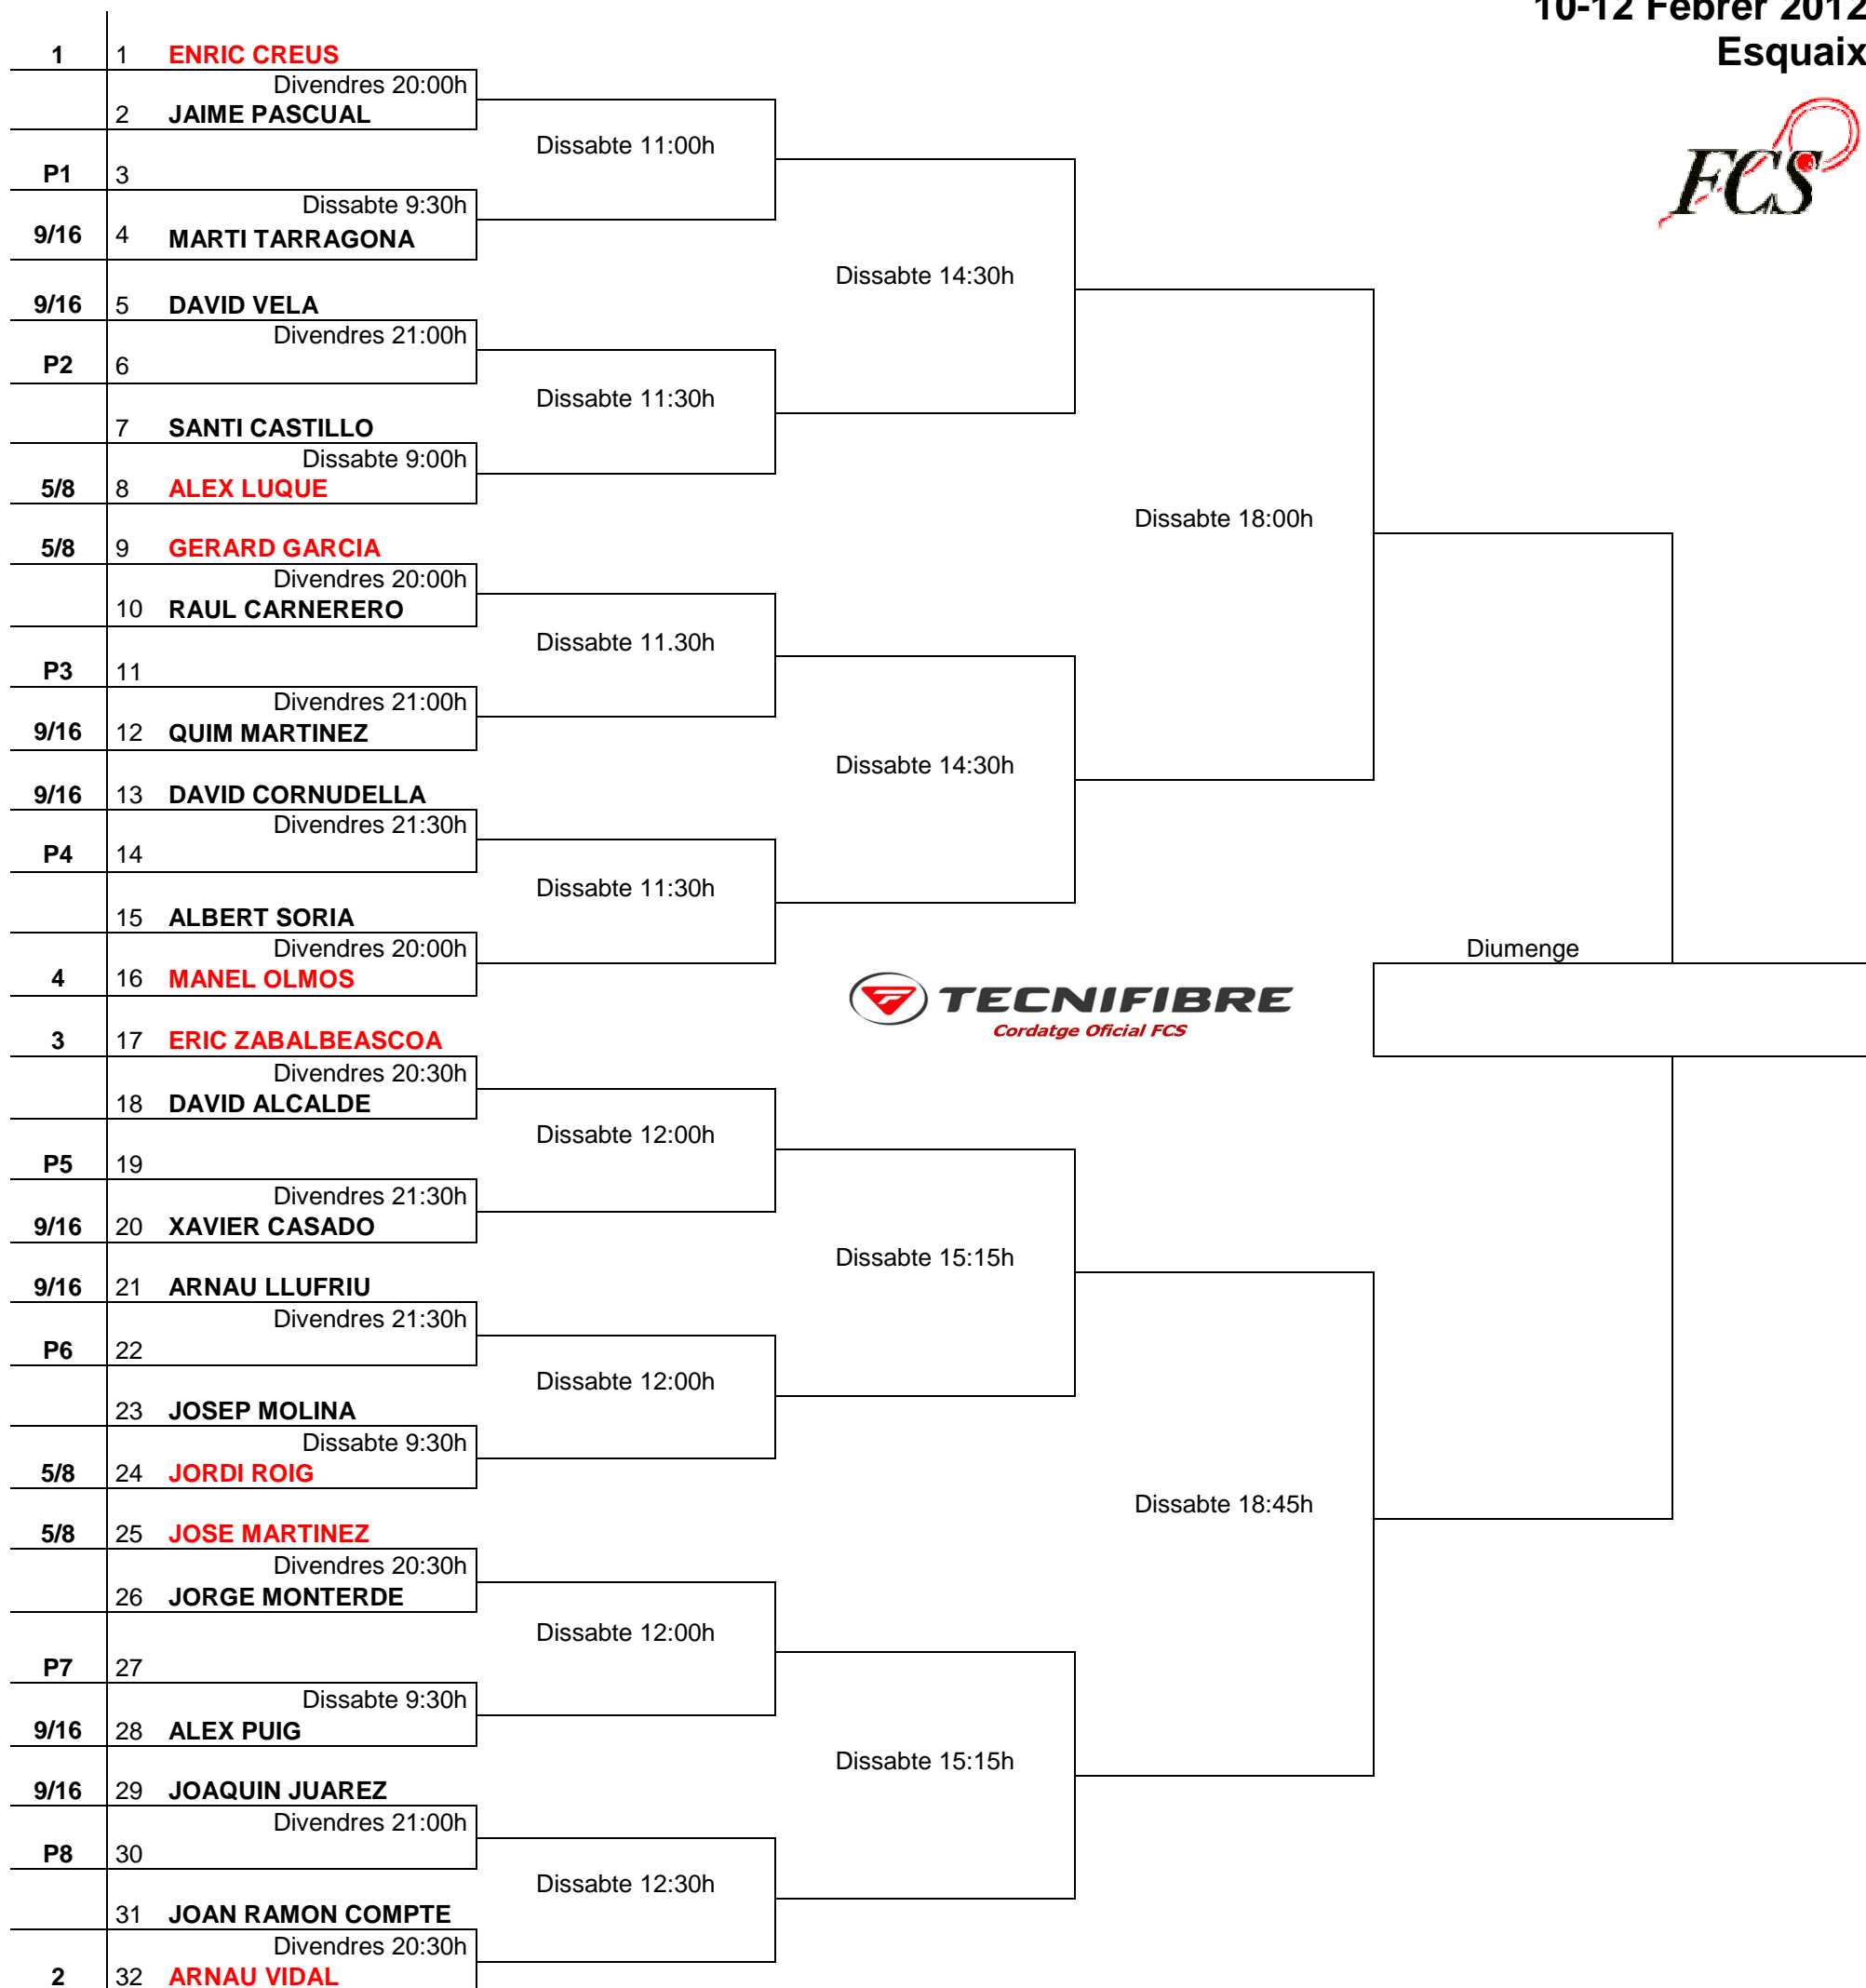 10-12 Febrer 2012
Esquaix
FCS
1 1 ENRIC CREUS
Divendres 20:00h
2 JAIME PASCUAL
Dissabte 11:00h
P1 3
Dissabte 9:30h
9/16 4 MARTI TARRAGONA
Dissabte 14:30h
9/16 5 DAVID VELA
Divendres 21:00h
P2 6
Dissabte 11:30h
7 SANTI CASTILLO
Dissabte 9:00h
5/8 8 ALEX LUQUE
Dissabte 18:00h
5/8 9 GERARD GARCIA
Divendres 20:00h
10 RAUL CARNERERO
Dissabte 11.30h
P3 11
Divendres 21:00h
9/16 12 QUIM MARTINEZ
Dissabte 14:30h
9/16 13 DAVID CORNUDELLA
Divendres 21:30h
P4 14
Dissabte 11:30h
15 ALBERT SORIA
Divendres 20:00h
Diumenge
4 16 MANEL OLMOS
TECNIFIBRE
Cordatge Oficial FCS
3 17 ERIC ZABALBEASCOA
Divendres 20:30h
18 DAVID ALCALDE
Dissabte 12:00h
P5 19
Divendres 21:30h
9/16 20 XAVIER CASADO
Dissabte 15:15h
9/16 21 ARNAU LLUFRIU
Divendres 21:30h
P6 22
Dissabte 12:00h
23 JOSEP MOLINA
Dissabte 9:30h
5/8 24 JORDI ROIG
Dissabte 18:45h
5/8 25 JOSE MARTINEZ
Divendres 20:30h
26 JORGE MONTERDE
Dissabte 12:00h
P7 27
Dissabte 9:30h
9/16 28 ALEX PUIG
Dissabte 15:15h
9/16 29 JOAQUIN JUAREZ
Divendres 21:00h
P8 30
Dissabte 12:30h
31 JOAN RAMON COMPTE
Divendres 20:30h
2 32 ARNAU VIDAL